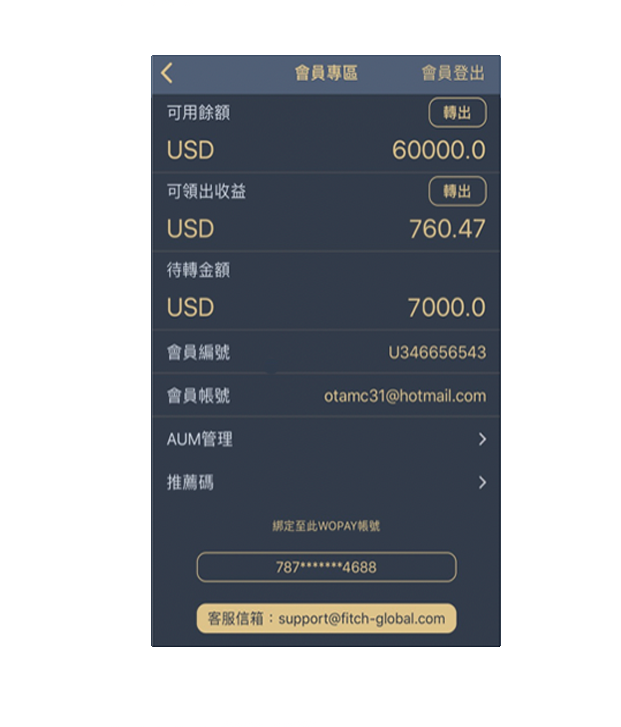 會員專區 會員登出
可用餘額 轉出
USD 60000.0
可領出收益 轉出
USD 760.47
待轉金額
USD 7000.0
會員編號 U346656543
會員帳號 otamc31@hotmail.com
AUM管理
推薦碼
綁定至此WOPAY帳號
787*******4688
客服信箱：support@fitch-global.com